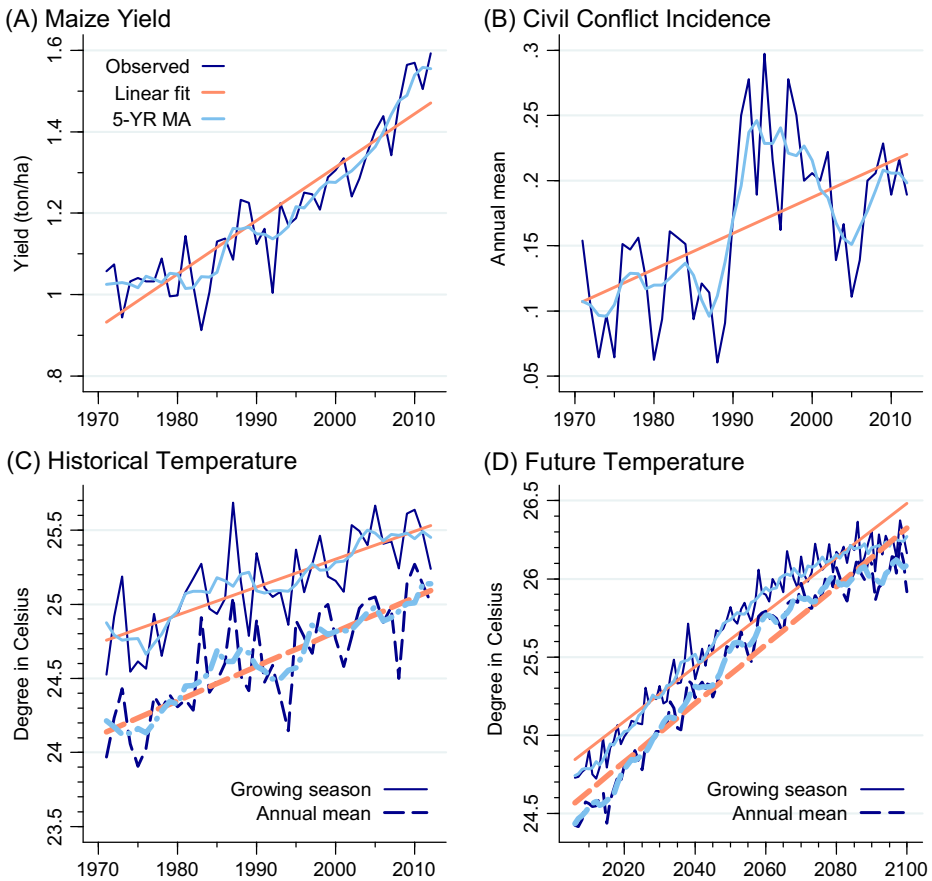 (A) Maize Yield
Yield (ton/ha)
1.6
1.4
1.2
1
.8
Observed
Linear fit
5-YR MA
1970 1980 1990 2000 2010
(B) Civil Conflict Incidence
Annual mean
.3
.25
.2
.15
.1
.05
1970 1980 1990 2000 2010
(C) Historical Temperature
Degree in Celsius
25.5
25
24.5
24
23.5
Growing season
Annual mean
1970 1980 1990 2000 2010
(D) Future Temperature
Degree in Celsius
26.5
26
25.5
25
24.5
Growing season
Annual mean
2020 2040 2060 2080 2100